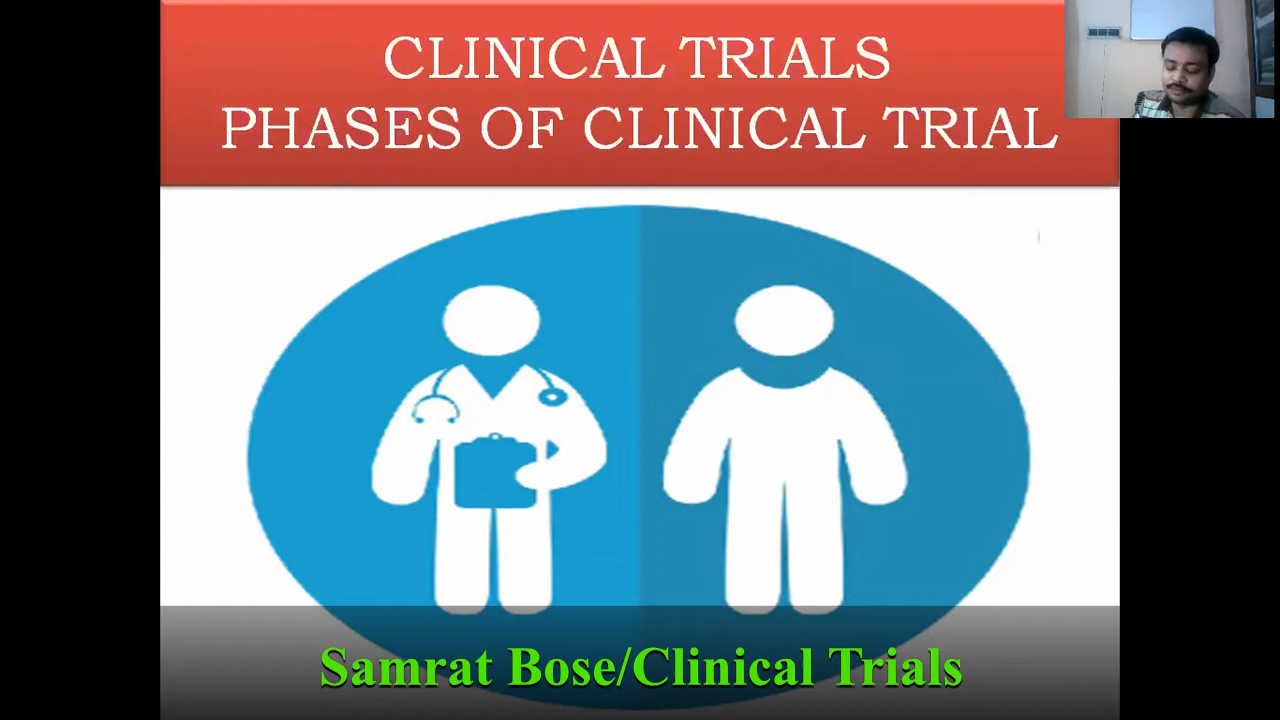 CLINICAL TRIALS
PHASES OF CLINICAL TRIAL
Samrat Bose/Clinical Trials